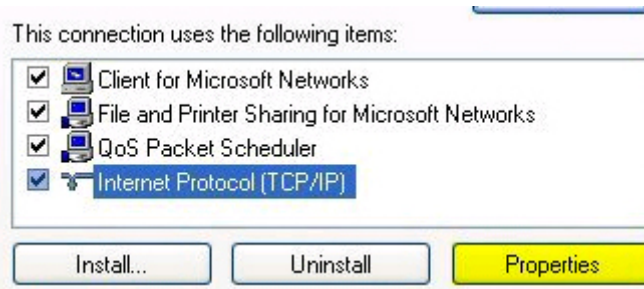 This connection uses the following items:
Client for Microsoft Networks
File and Printer Sharing for Microsoft Networks
QoS Packet Scheduler
Internet Protocol (TCP/IP)
Install... Uninstall Properties